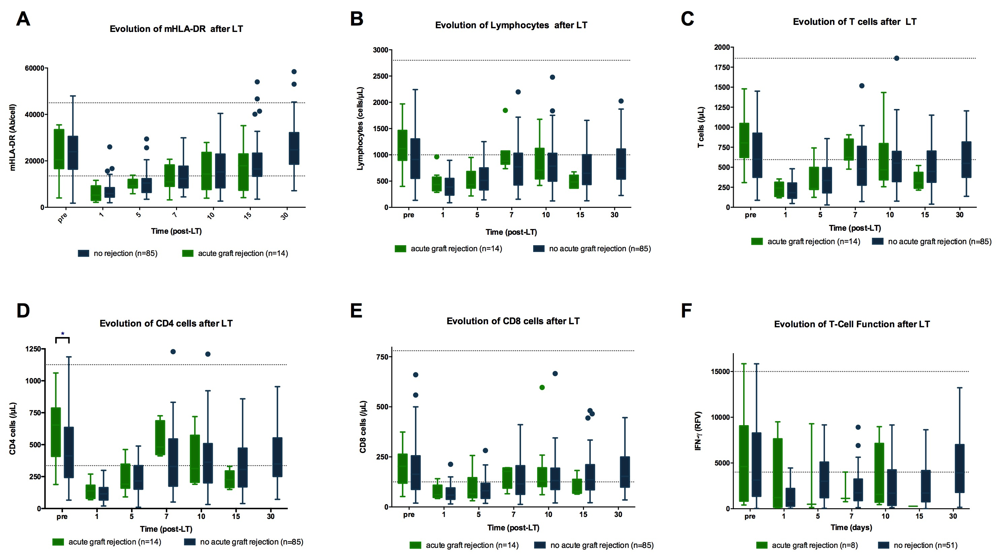 A
Evolution of mHLA-DR after LT
60000
40000
20000
0
mHLA-DR (Ab/cell)
pre 1 5 7 10 15 30
Time (post-LT)
no rejection (n=85) acute graft rejection (n=14)
B
Evolution of Lymphocytes after LT
3000
2500
2000
1500
1000
500
0
Lymphocytes (cells/µL)
pre 1 5 7 10 15 30
Time (post-LT)
acute graft rejection (n=14) no acute graft rejection (n=85)
C
Evolution of T cells after LT
2000
1750
1500
1250
1000
750
500
250
0
T cells (/µL)
pre 1 5 7 10 15 30
Time (post-LT)
acute graft rejection (n=14) no acute graft rejection (n=85)
D
Evolution of CD4 cells after LT
*
1250
1000
750
500
250
0
CD4 cells (/µL)
pre 1 5 7 10 15 30
Time (post-LT)
acute graft rejection (n=14) no acute graft rejection (n=85)
E
Evolution of CD8 cells after LT
750
500
250
0
CD8 cells (/µL)
pre 1 5 7 10 15 30
Time (post-LT)
acute graft rejection (n=14) no acute graft rejection (n=85)
F
Evolution of T-Cell Function after LT
15000
10000
5000
0
IFN-γ (RFV)
pre 1 5 7 10 15 30
Time (days)
acute graft rejection (n=8) no rejection (n=51)